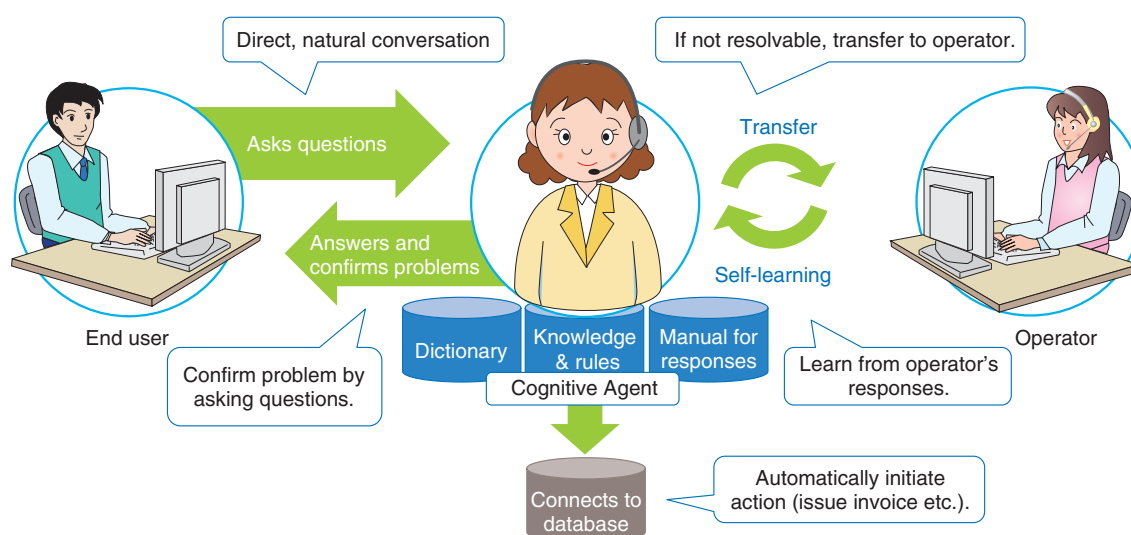 Direct, natural conversation
If not resolvable, transfer to operator.
Asks questions
Transfer
Answers and
confirms problems
Self-learning
End user
Operator
Dictionary
Knowledge
& rules
Manual for
responses
Cognitive Agent
Confirm problem by
asking questions.
Learn from operator’s
responses.
Connects to
database
Automatically initiate
action (issue invoice etc.).